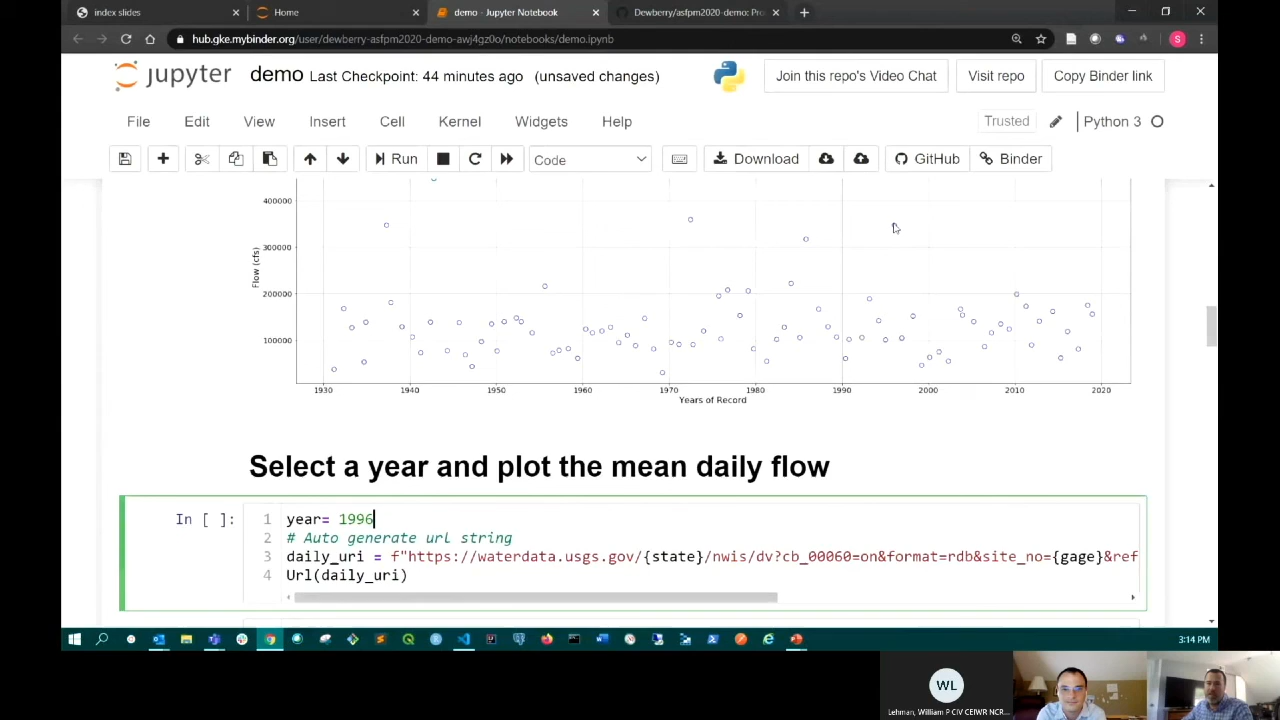 index slides
Home
demo - Jupyter Notebook
Dewberry/asfpm2020-demo: Pro
hub.gke.mybinder.org/user/dewberry-asfpm2020-demo-awj4gz0o/notebooks/demo.ipynb
S
jupyter demo Last Checkpoint: 44 minutes ago (unsaved changes)
Join this repo's Video Chat
Visit repo
Copy Binder link
File Edit View Insert Cell Kernel Widgets Help
Trusted
Python 3
Run
Code
Download
GitHub
Binder
400000
300000
200000
100000
Flow (cfs)
1930 1940 1950 1960 1970 1980 1990 2000 2010 2020
Years of Record
Select a year and plot the mean daily flow
In [ ]:
1 year= 1996
2 # Auto generate url string
3 daily_uri = f"https://waterdata.usgs.gov/{state}/nwis/dv?cb_00060=on&format=rdb&site_no={gage}&ref
4 Url(daily_uri)
3:14 PM
WL
Lehman, William P CIV CEIWR NCR...